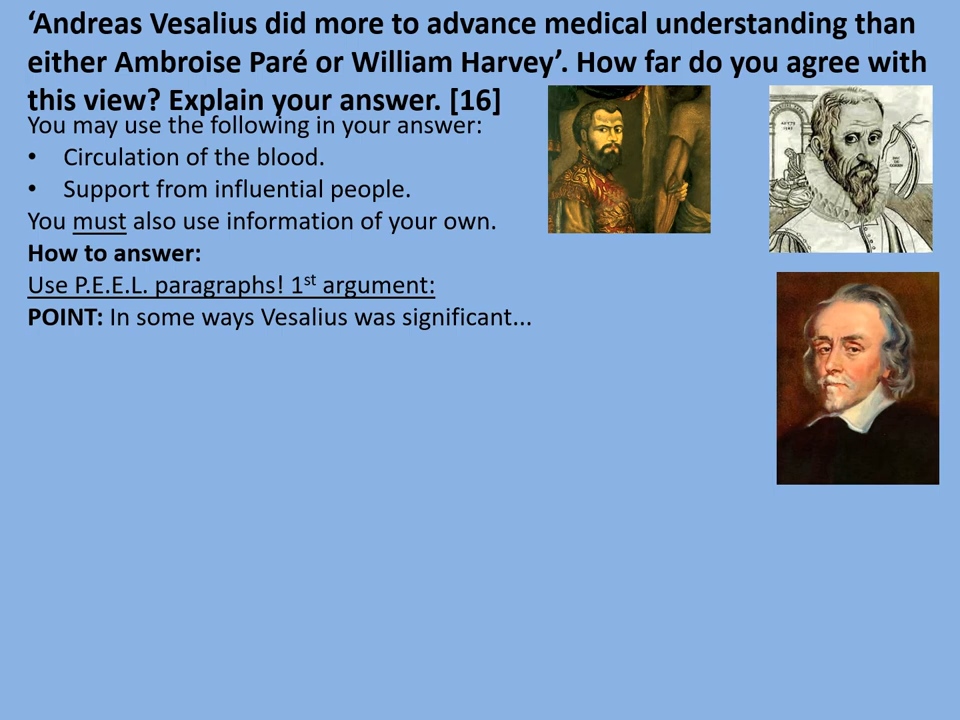 ‘Andreas Vesalius did more to advance medical understanding than
either Ambroise Paré or William Harvey’. How far do you agree with
this view? Explain your answer. [16]
You may use the following in your answer:
• Circulation of the blood.
• Support from influential people.
You must also use information of your own.
How to answer:
Use P.E.E.L. paragraphs! 1st argument:
POINT: In some ways Vesalius was significant...